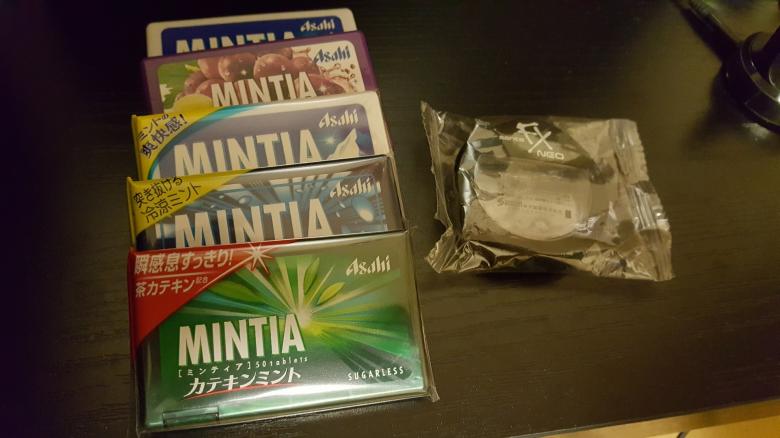 Asahi
MINTIA
Asahi
MINTIA
ミントの
爽快感!
Asahi
MINTIA
突き抜ける
冷涼ミント
Asahi
MINTIA
瞬感息すっきり!
茶カテキン配合
Asahi
MINTIA
[ミンティア] 50tablets
カテキンミント
SUGARLESS
FX
NEO